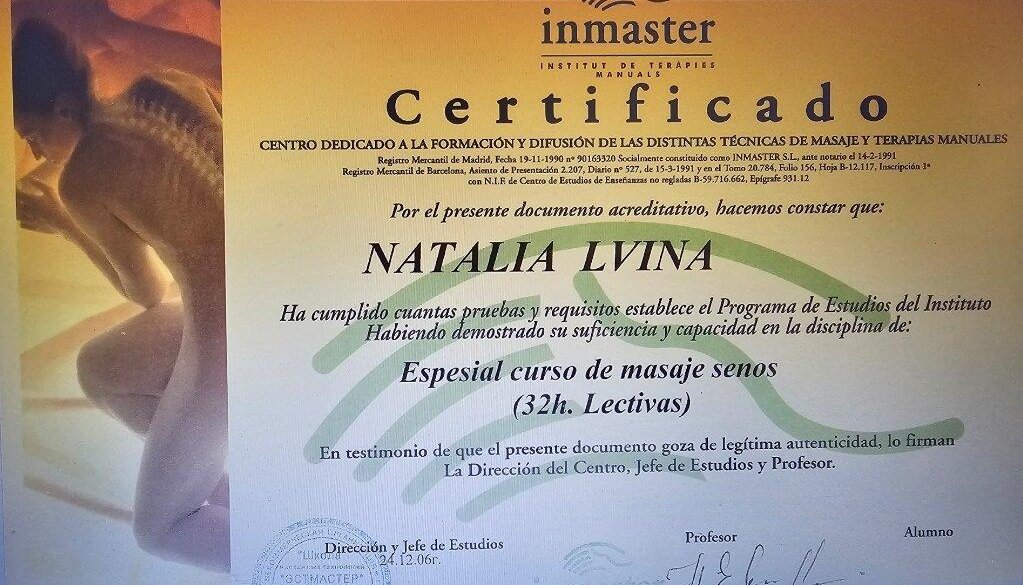 inmaster
INSTITUT DE TERÀPIES
MANUALS
Certificado
CENTRO DEDICADO A LA FORMACIÓN Y DIFUSIÓN DE LAS DISTINTAS TÉCNICAS DE MASAJE Y TERAPIAS MANUALES
Registro Mercantil de Madrid, Fecha 19-11-1990 nº 90163320 Socialmente constituido como INMASTER S.L., ante notario el 14-2-1991
Registro Mercantil de Barcelona, Asiento de Presentación 2.207, Diario nº 527, de 15-3-1991 y en el Tomo 20.784, Folio 156, Hoja B-12.117, Inscripción 1ª
con N.I.F. de Centro de Estudios de Enseñanzas no regladas B-59.716.662, Epígrafe 931.12
Por el presente documento acreditativo, hacemos constar que:
NATALIA LVINA
Ha cumplido cuantas pruebas y requisitos establece el Programa de Estudios del Instituto
Habiendo demostrado su suficiencia y capacidad en la disciplina de:
Espesial curso de masaje senos
(32h. Lectivas)
En testimonio de que el presente documento goza de legítima autenticidad, lo firman
La Dirección del Centro, Jefe de Estudios y Profesor.
Dirección y Jefe de Estudios
24.12.06г.
Profesor
Alumno
"Школа